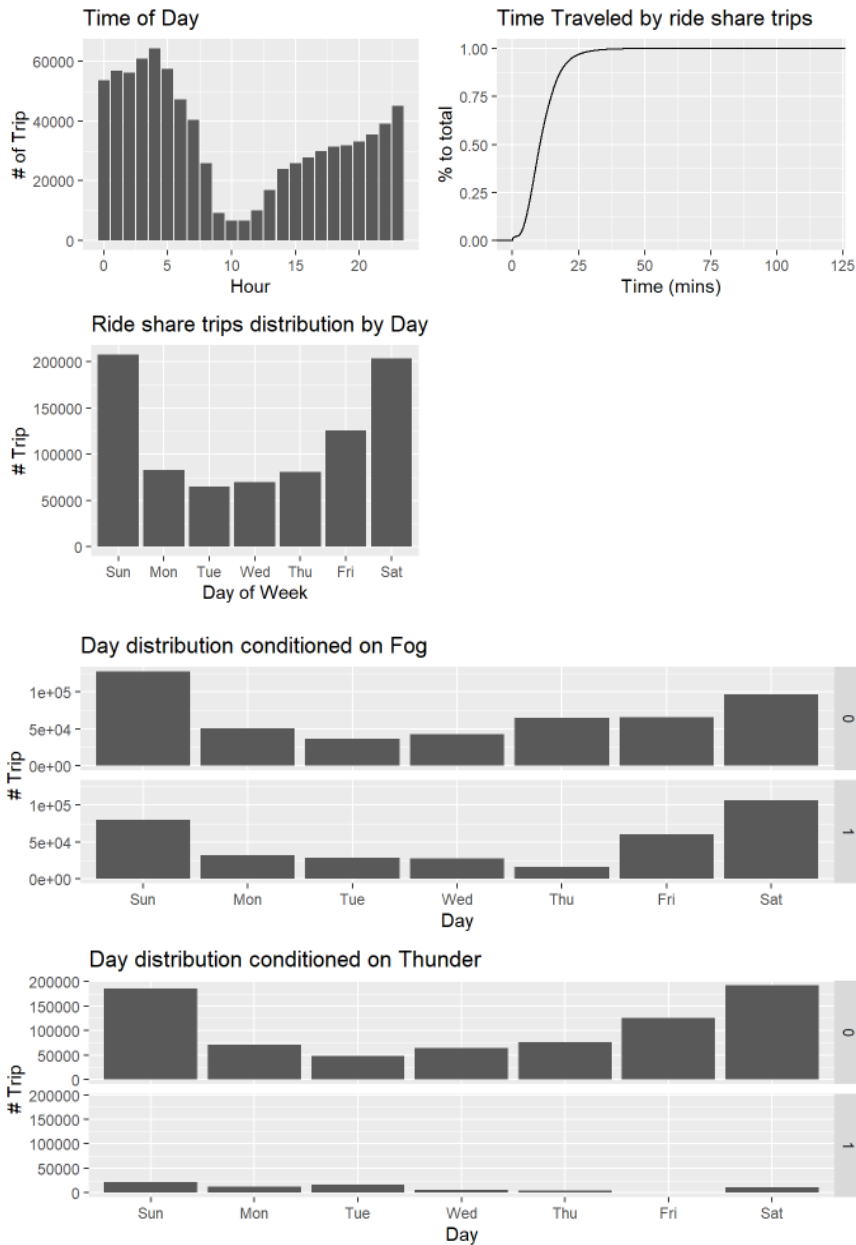 Time of Day
60000
40000
20000
0
# of Trip
0 5 10 15 20
Hour
Time Traveled by ride share trips
1.00
0.75
0.50
0.25
0.00
% to total
0 25 50 75 100 125
Time (mins)
Ride share trips distribution by Day
200000
150000
100000
50000
0
# Trip
Sun Mon Tue Wed Thu Fri Sat
Day of Week
Day distribution conditioned on Fog
1e+05
5e+04
0e+00
0
# Trip
1e+05
5e+04
0e+00
1
Sun Mon Tue Wed Thu Fri Sat
Day
Day distribution conditioned on Thunder
200000
150000
100000
50000
0
0
# Trip
200000
150000
100000
50000
0
1
Sun Mon Tue Wed Thu Fri Sat
Day